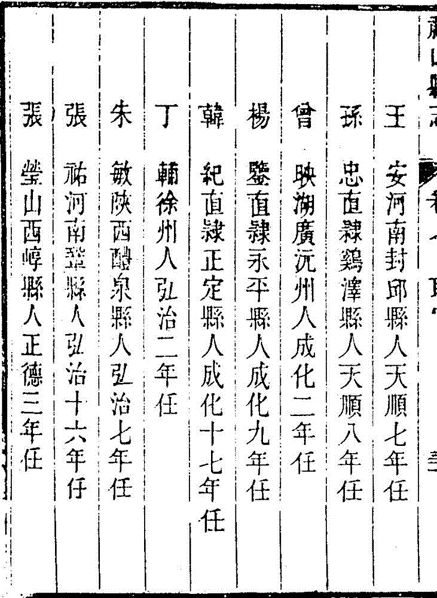 山縣志 卷
王 安河南封邱縣人天順七年任
孫 忠直隸鷄澤縣人天順八年任
曾 映湖廣沅州人成化二年任
楊 鑒直隸永平縣人成化九年任
韓 紀直隸正定縣人成化十七年任
丁 輔徐州人弘治二年任
朱 敏陝西醴泉縣人弘治七年任
張 祐河南鞏縣人弘治十六年任
張 瑩山西崞縣人正德三年任